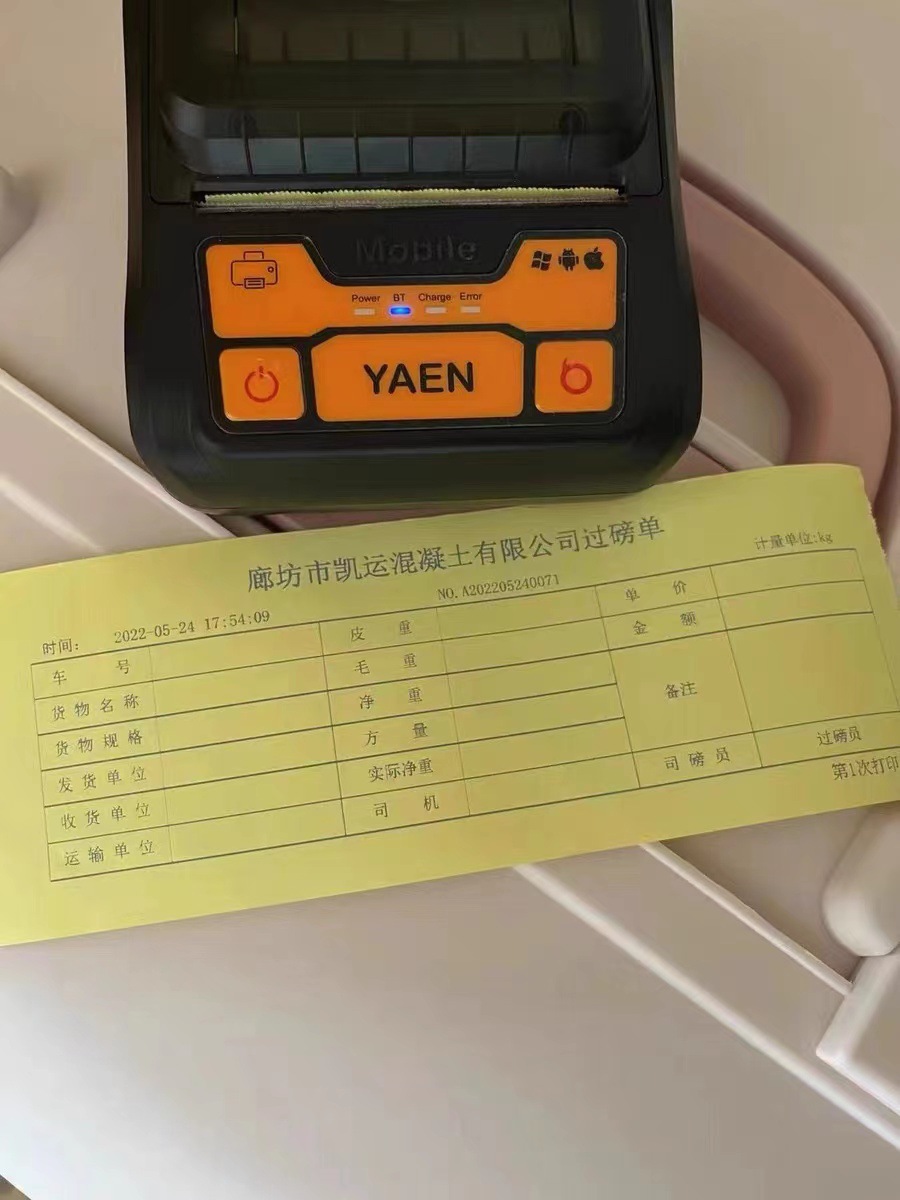 Mobile
Power BT Charge Error
YAEN
廊坊市凯运混凝土有限公司过磅单
时间: 2022-05-24 17:54:09 NO.A202205240071 计量单位:kg
车号 皮重 单价
货物名称 毛重 金额
货物规格 净重 备注
发货单位 方量
收货单位 实际净重 司磅员 过磅员
运输单位 司机
第1次打印